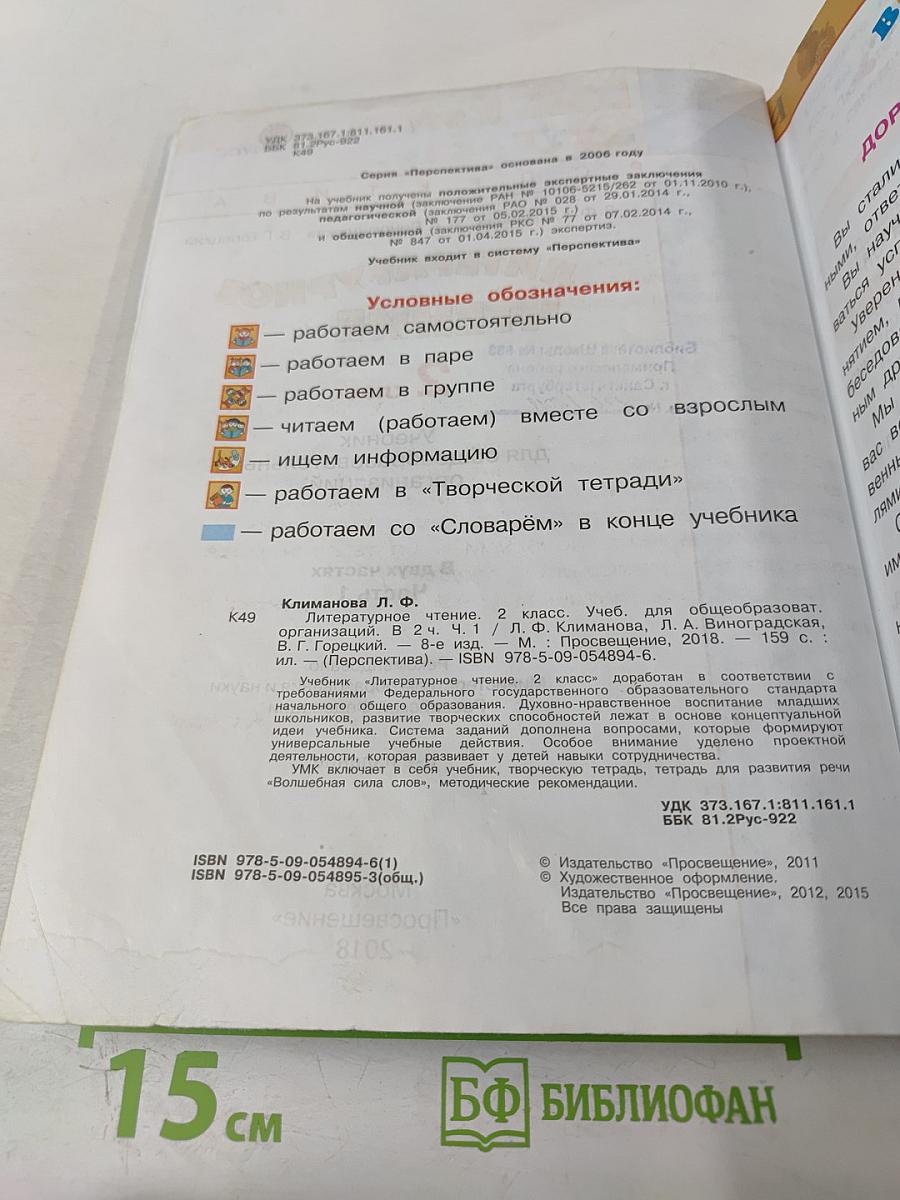 УДК 373.167.1:811.161.1
ББК 81.2Рус-922
К49
Серия «Перспектива» основана в 2006 году
На учебник получены положительные экспертные заключения
по результатам научной (заключение РАН № 10106-5215/262 от 01.11.2010 г.),
педагогической (заключения РАО № 028 от 29.01.2014 г.,
№ 177 от 05.02.2015 г.)
и общественной (заключения РКС № 77 от 07.02.2014 г.,
№ 847 от 01.04.2015 г.) экспертиз.
Учебник входит в систему «Перспектива»
Условные обозначения:
— работаем самостоятельно
— работаем в паре
— работаем в группе
— читаем (работаем) вместе со взрослым
— ищем информацию
— работаем в «Творческой тетради»
— работаем со «Словарём» в конце учебника
Климанова Л. Ф.
К49 Литературное чтение. 2 класс. Учеб. для общеобразоват.
организаций. В 2 ч. Ч. 1 / Л. Ф. Климанова, Л. А. Виноградская,
В. Г. Горецкий. — 8-е изд. — М. : Просвещение, 2018. — 159 с. :
ил. — (Перспектива). — ISBN 978-5-09-054894-6.
Учебник «Литературное чтение. 2 класс» доработан в соответствии с
требованиями Федерального государственного образовательного стандарта
начального общего образования. Духовно-нравственное воспитание младших
школьников, развитие творческих способностей лежат в основе концептуальной
идеи учебника. Система заданий дополнена вопросами, которые формируют
универсальные учебные действия. Особое внимание уделено проектной
деятельности, которая развивает у детей навыки сотрудничества.
УМК включает в себя учебник, творческую тетрадь, тетрадь для развития речи
«Волшебная сила слов», методические рекомендации.
УДК 373.167.1:811.161.1
ББК 81.2Рус-922
ISBN 978-5-09-054894-6(1)
ISBN 978-5-09-054895-3(общ.)
© Издательство «Просвещение», 2011
© Художественное оформление.
Издательство «Просвещение», 2012, 2015
Все права защищены
15 см
БФ БИБЛИОФАН